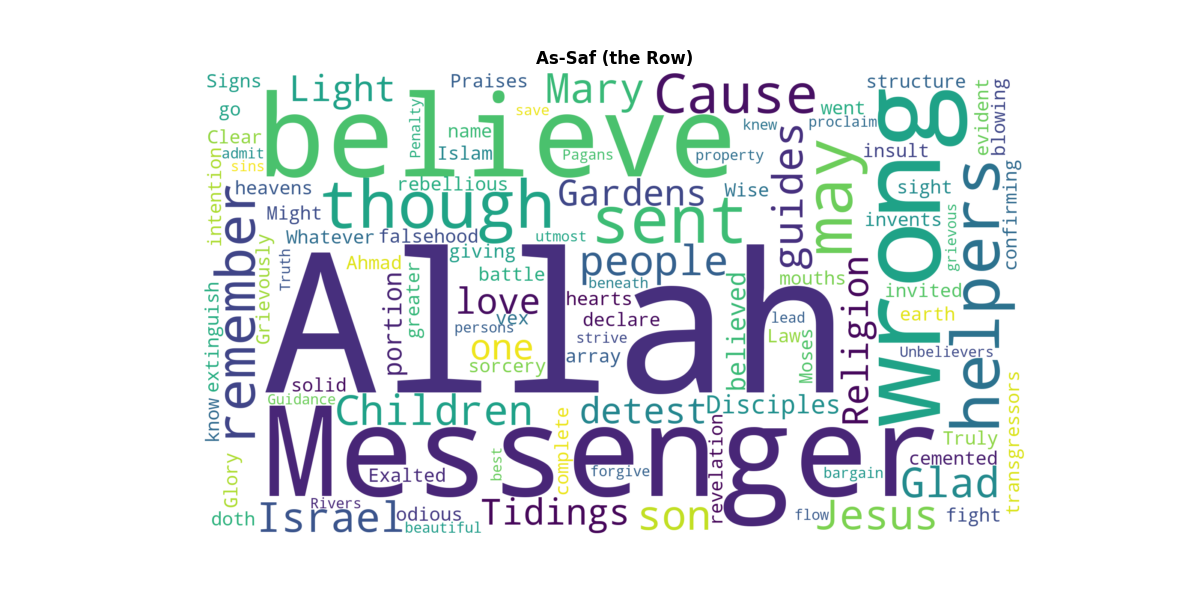 As-Saf (the Row)
Signs
Light
Praises
Mary
Cause
structure
go
believe
save
went
wrong
evident
blowing
Clear
Penalty
name
knew
proclaim
admit
Islam
Pagans
property
guides
may
insult
helpers
sins
intention
heavens
rebellious
Gardens
Wise
sight
confirming
remember
Might
though
sent
invents
grievous
Whatever
falsehood
utmost
Truth
Grievously
Ahmad
giving
people
battle
beneath
mouths
Allah
portion
greater
love
hearts
believed
Religion
invited
extinguish
vex
declare
lead
earth
persons
strive
Law
Moses
one
array
Unbelievers
sorcery
solid
know
Guidance
Children
detest
Disciples
transgressors
Messenger
complete
revelation
Truly
Glory
Exalted
best
forgive
bargain
cemented
Glad
Rivers
doth
Israel
odious
beautiful
Tidings
son
flow
Jesus
fight